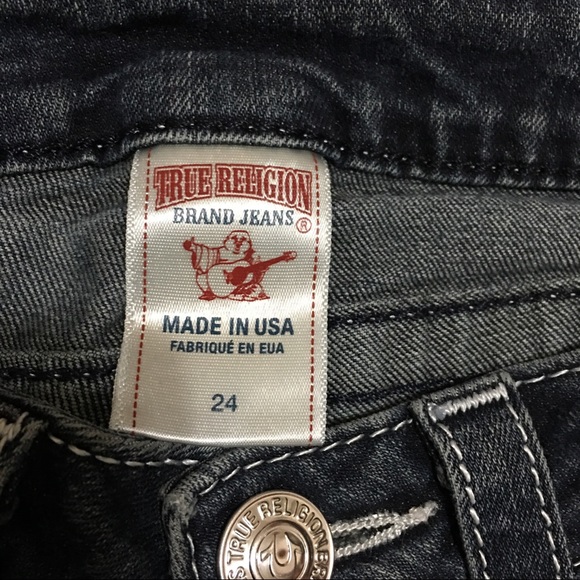 TRUE RELIGION
BRAND JEANS®
MADE IN USA
FABRIQUÉ EN EUA
24
TRUE RELIGION